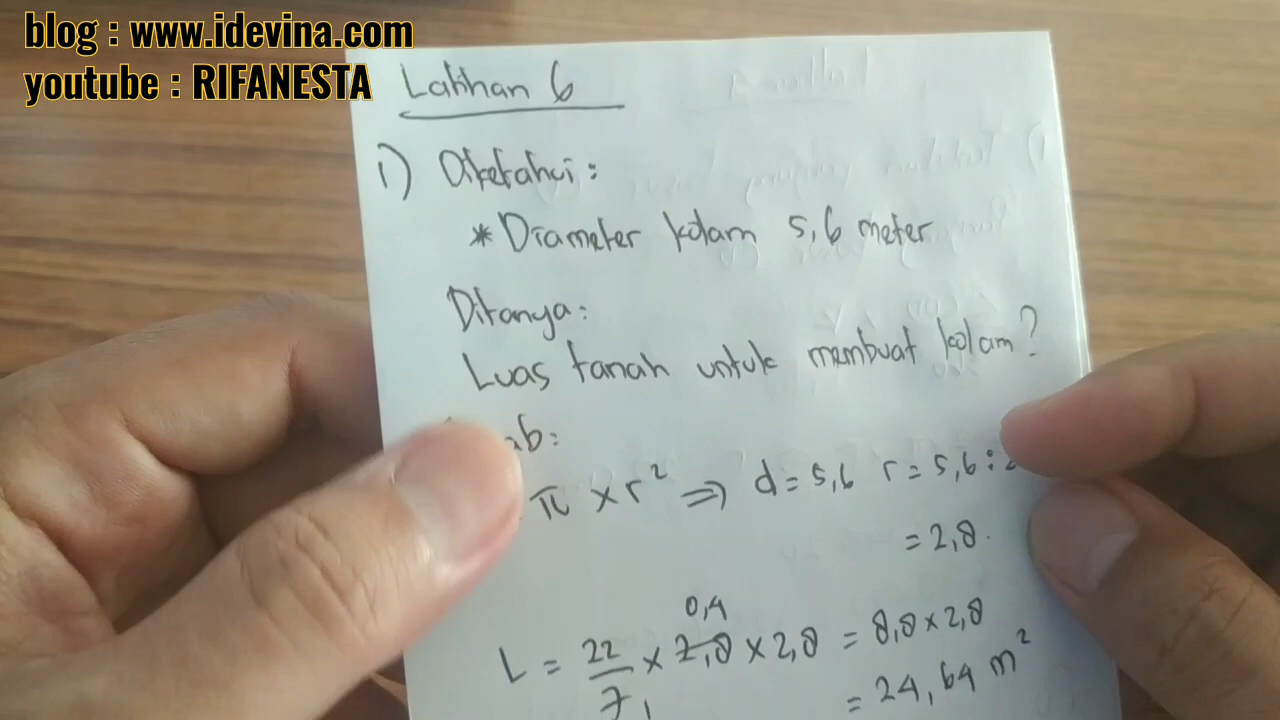 blog : www.idevina.com
youtube : RIFANESTA
Latihan 6
1) Diketahui :
* Diameter kolam 5,6 meter
Ditanya :
Luas tanah untuk membuat kolam ?
ab :
π × r² => d = 5,6 r = 5,6 :
= 2,8.
0,4
L = 22/7 × 2,8 × 2,8 = 8,8 × 2,8
1
= 24,64 m²